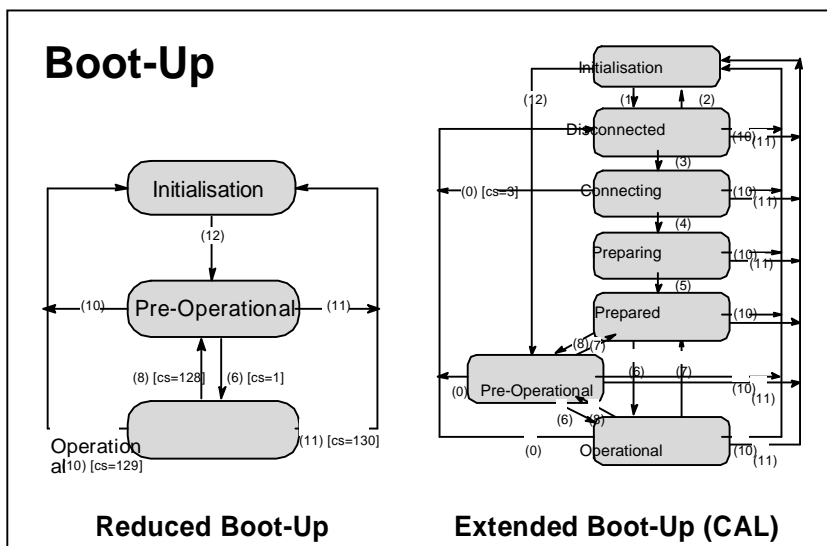 Boot-Up
Initialisation
(12)
(10)
Pre-Operational
(11)
(8) [cs=128]
(6) [cs=1]
Operation
al
(10) [cs=129]
(11) [cs=130]
Reduced Boot-Up
Initialisation
(12)
(1)
(2)
Disconnected
(10)
(11)
(3)
(0) [cs=3]
Connecting
(10)
(11)
(4)
Preparing
(10)
(11)
(5)
Prepared
(10)
(8)
(7)
(6)
(7)
(0)
Pre-Operational
(10)
(11)
(6)
(8)
(0)
Operational
(10)
(11)
Extended Boot-Up (CAL)